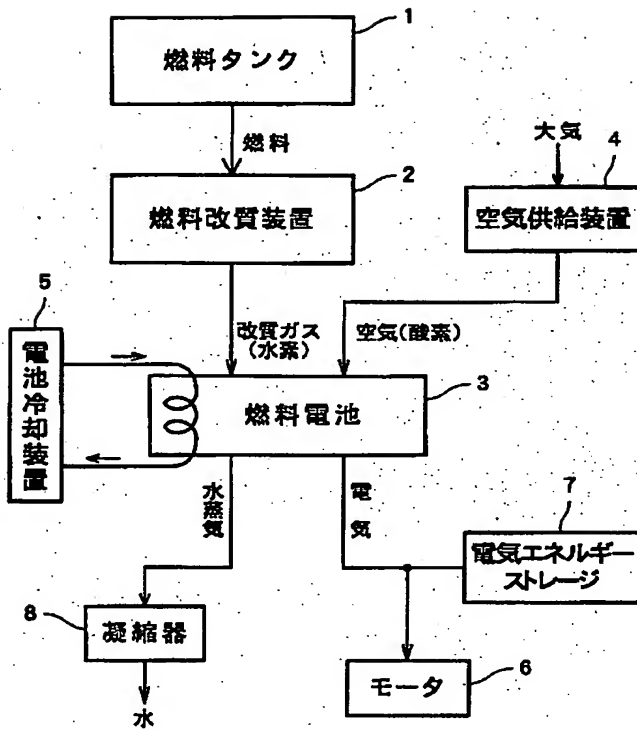 1
燃料タンク
燃料
大気
2
4
燃料改質装置
空気供給装置
5
改質ガス
(水素)
空気(酸素)
電池冷却装置
3
燃料電池
水蒸気
電気
7
電気エネルギー
ストレージ
8
凝縮器
6
モータ
水